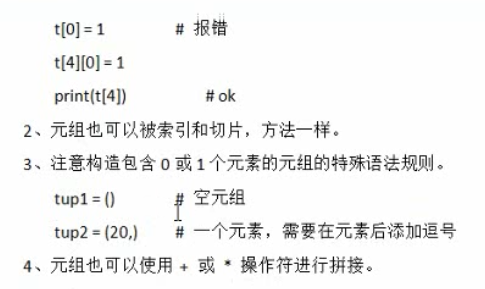 t[0] = 1 # 报错
t[4][0] = 1
print(t[4]) # ok
2、元组也可以被索引和切片，方法一样。
3、注意构造包含 0 或 1 个元素的元组的特殊语法规则。
tup1 = () # 空元组
tup2 = (20,) # 一个元素，需要在元素后添加逗号
4、元组也可以使用 + 或 * 操作符进行拼接。